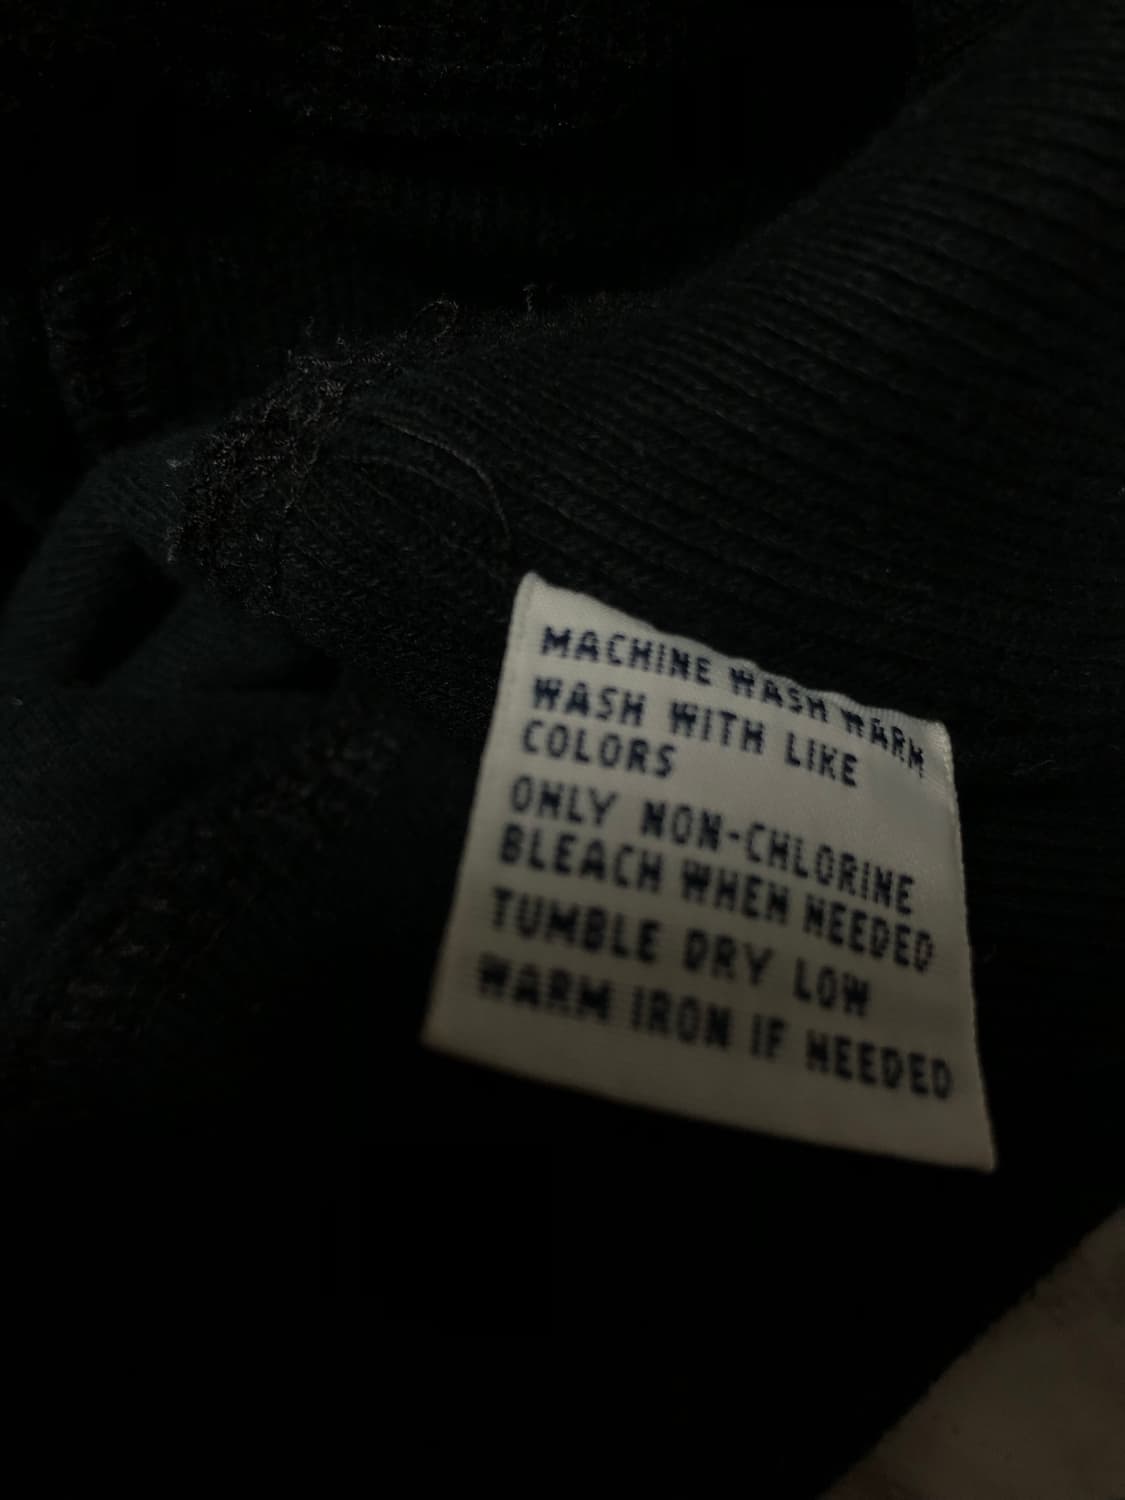 MACHINE WASH WARM
WASH WITH LIKE
COLORS
ONLY NON-CHLORINE
BLEACH WHEN NEEDED
TUMBLE DRY LOW
WARM IRON IF NEEDED